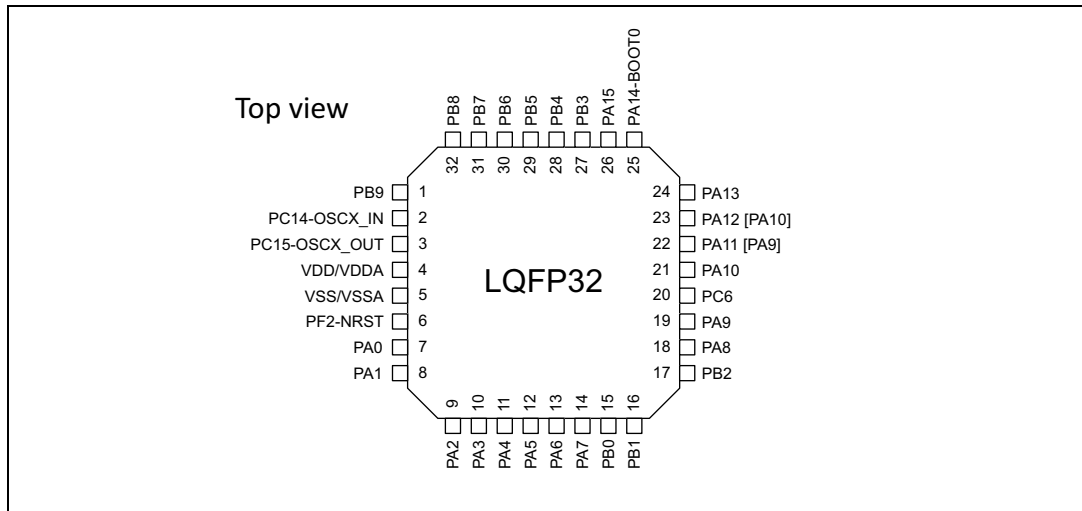 Top view
PB8
PB7
PB6
PB5
PB4
PB3
PA15
PA14-BOOT0
32
31
30
29
28
27
26
25
PB9 1
PC14-OSCX_IN 2
PC15-OSCX_OUT 3
VDD/VDDA 4
VSS/VSSA 5
PF2-NRST 6
PA0 7
PA1 8
LQFP32
24 PA13
23 PA12 [PA10]
22 PA11 [PA9]
21 PA10
20 PC6
19 PA9
18 PA8
17 PB2
9
10
11
12
13
14
15
16
PA2
PA3
PA4
PA5
PA6
PA7
PB0
PB1